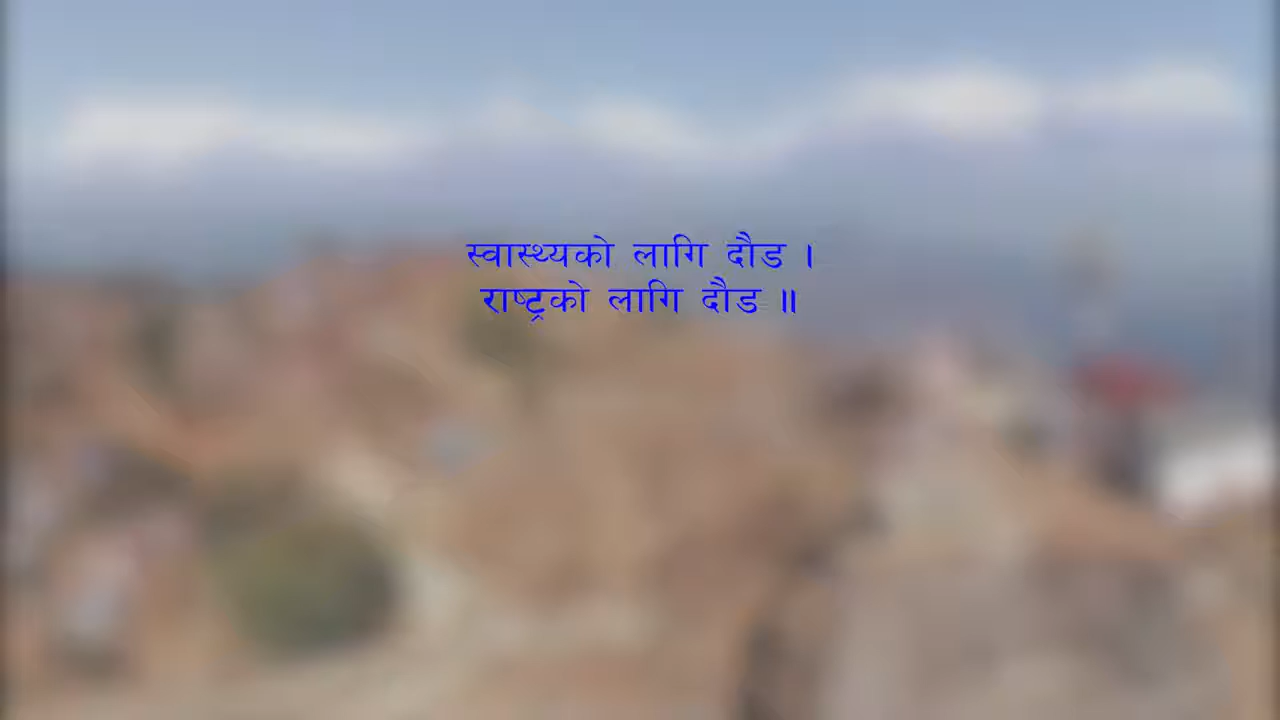 स्वास्थ्यको लागि दौड ।
राष्ट्रको लागि दौड ॥